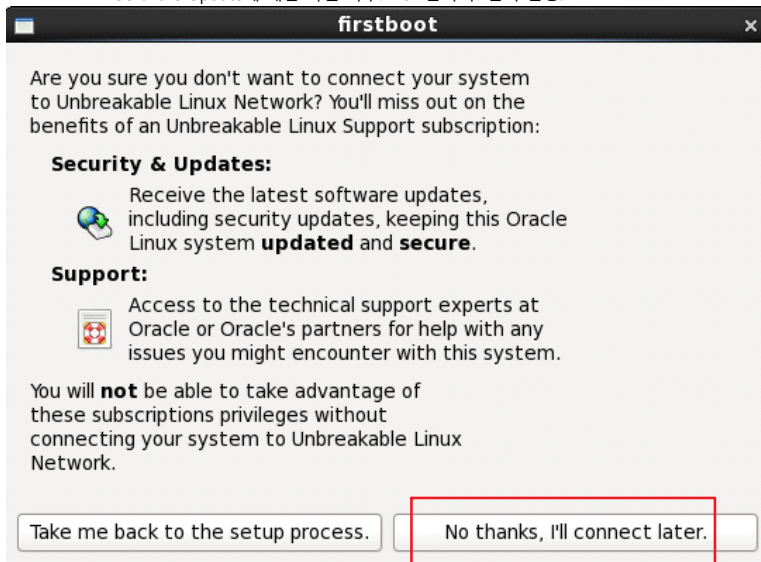 firstboot
Are you sure you don't want to connect your system
to Unbreakable Linux Network? You'll miss out on the
benefits of an Unbreakable Linux Support subscription:
Security & Updates:
Receive the latest software updates,
including security updates, keeping this Oracle
Linux system updated and secure.
Support:
Access to the technical support experts at
Oracle or Oracle's partners for help with any
issues you might encounter with this system.
You will not be able to take advantage of
these subscriptions privileges without
connecting your system to Unbreakable Linux
Network.
Take me back to the setup process.
No thanks, I'll connect later.